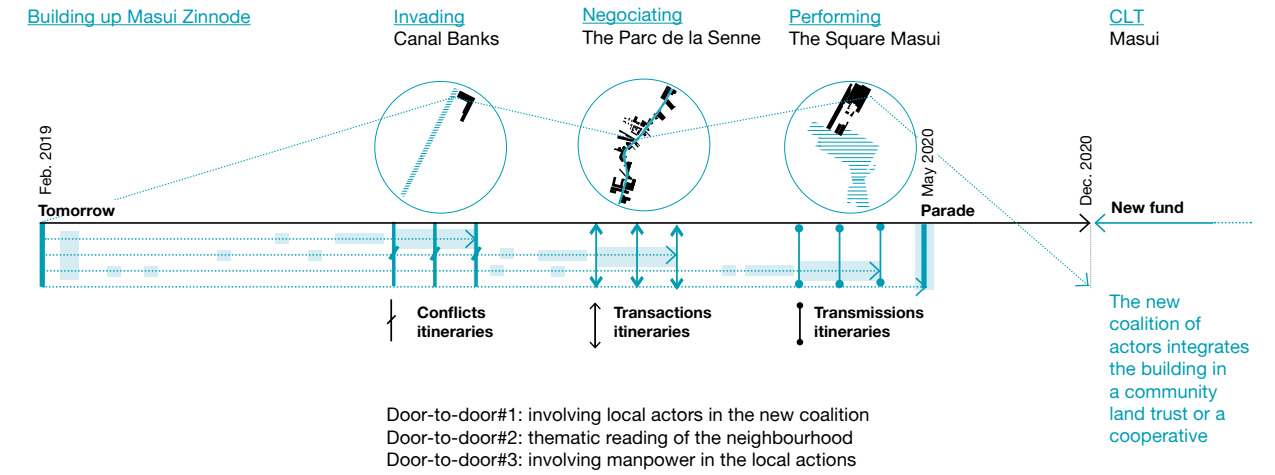 Building up Masui Zinnode
Invading
Canal Banks
Negociating
The Parc de la Senne
Performing
The Square Masui
CLT
Masui
Feb. 2019
May 2020
Dec. 2020
Tomorrow
Parade
New fund
Conflicts
itineraries
Transactions
itineraries
Transmissions
itineraries
The new
coalition of
actors integrates
the building in
a community
land trust or a
cooperative
Door-to-door#1: involving local actors in the new coalition
Door-to-door#2: thematic reading of the neighbourhood
Door-to-door#3: involving manpower in the local actions